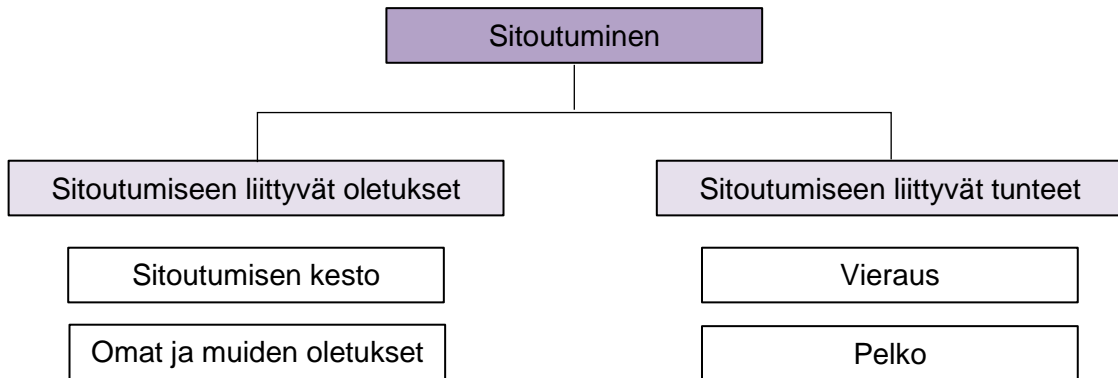 Sitoutuminen
Sitoutumiseen liittyvät oletukset
Sitoutumiseen liittyvät tunteet
Sitoutumisen kesto
Vieraus
Omat ja muiden oletukset
Pelko